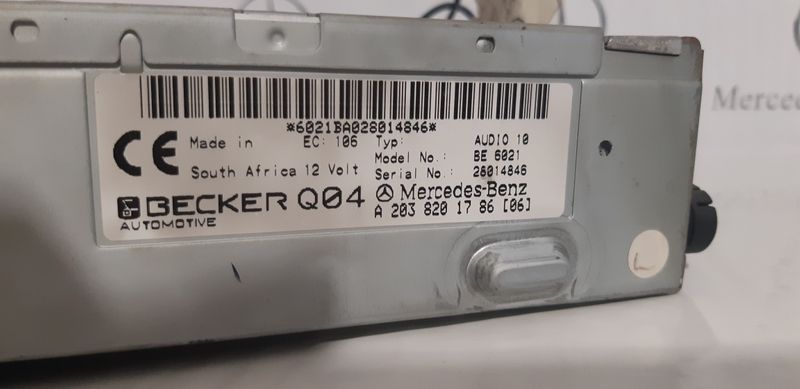 *6021BA028014846*
CE Made in EC: 106 Typ: AUDIO 10
Model No.: BE 6021
South Africa 12 Volt Serial No.: 28014846
BECKER Q04 Mercedes-Benz
AUTOMOTIVE A 203 820 17 86 [06]
L
Mercede